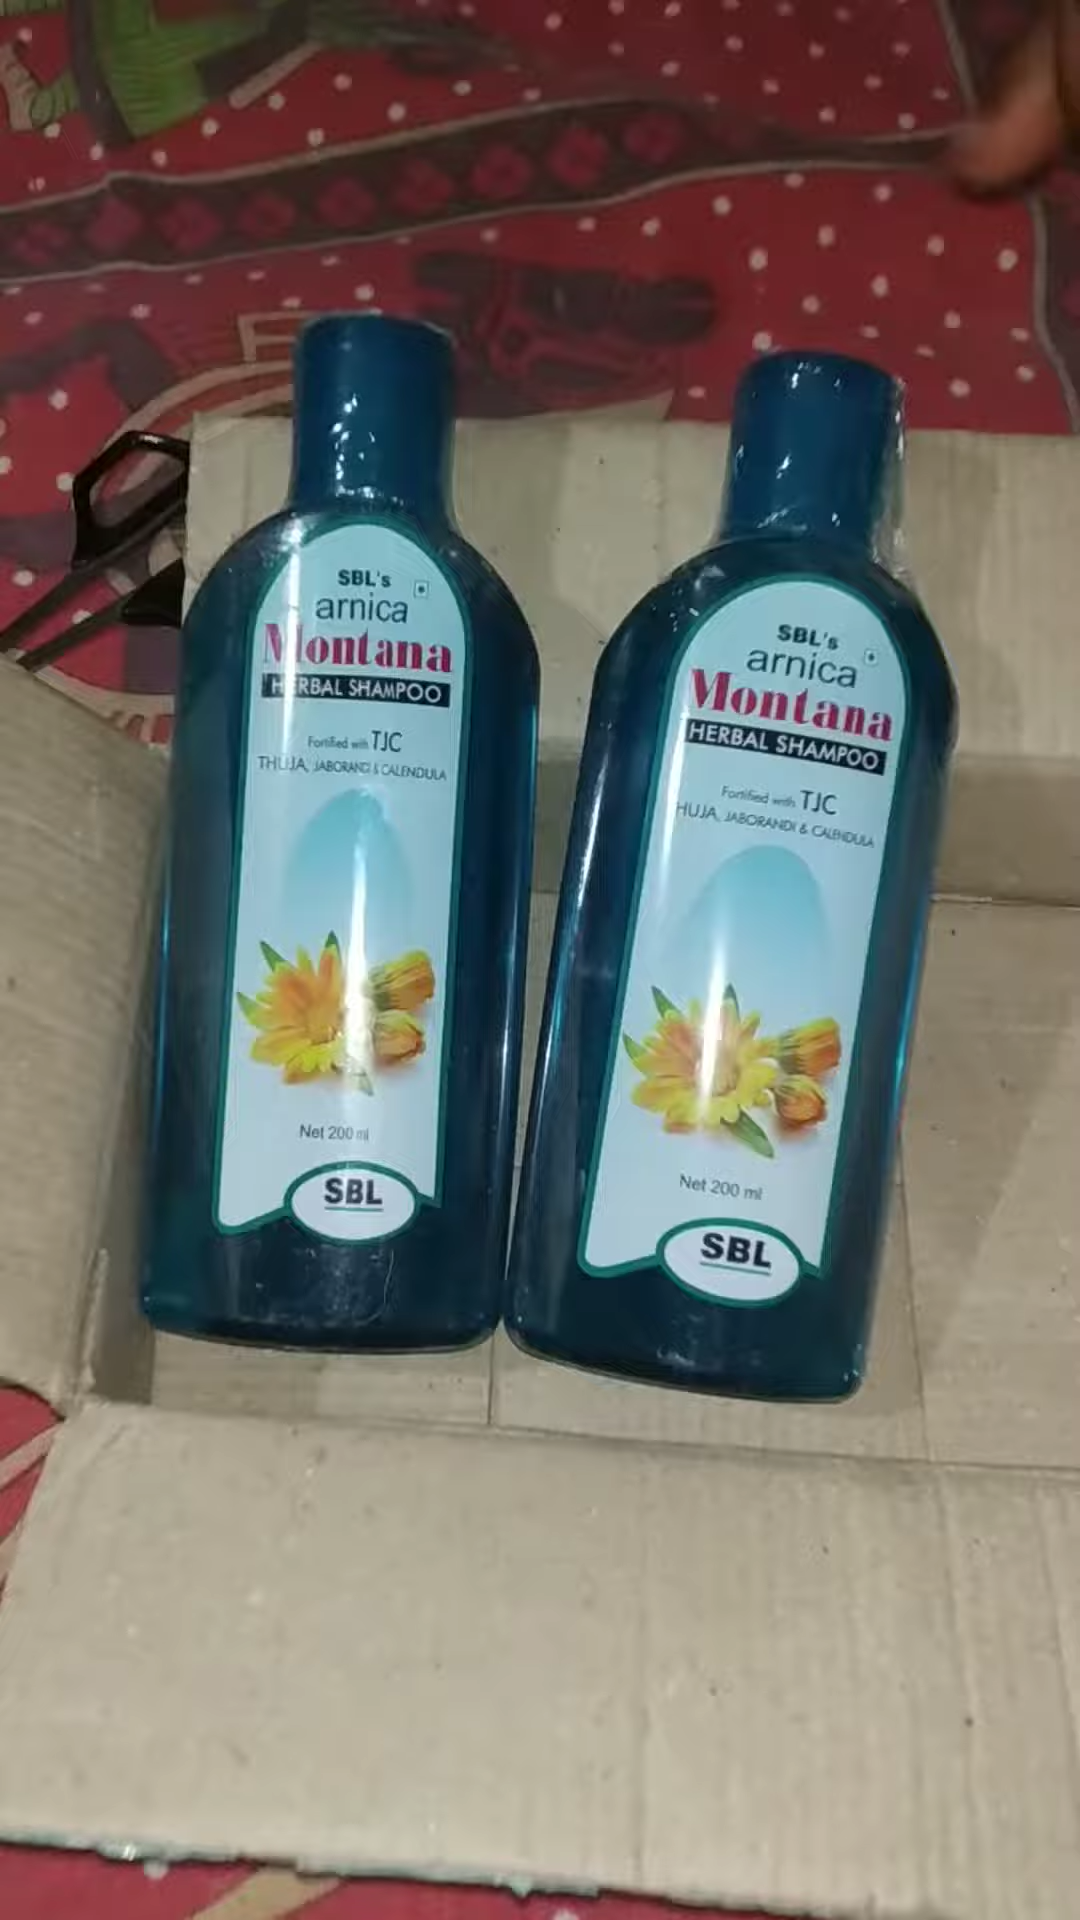 SBL's
arnica
Montana
HERBAL SHAMPOO
Fortified with TJC
THUJA, JABORANDI & CALENDULA
Net 200 ml
SBL
SBL's
arnica
Montana
HERBAL SHAMPOO
Fortified with TJC
HUJA, JABORANDI & CALENDULA
Net 200 ml
SBL